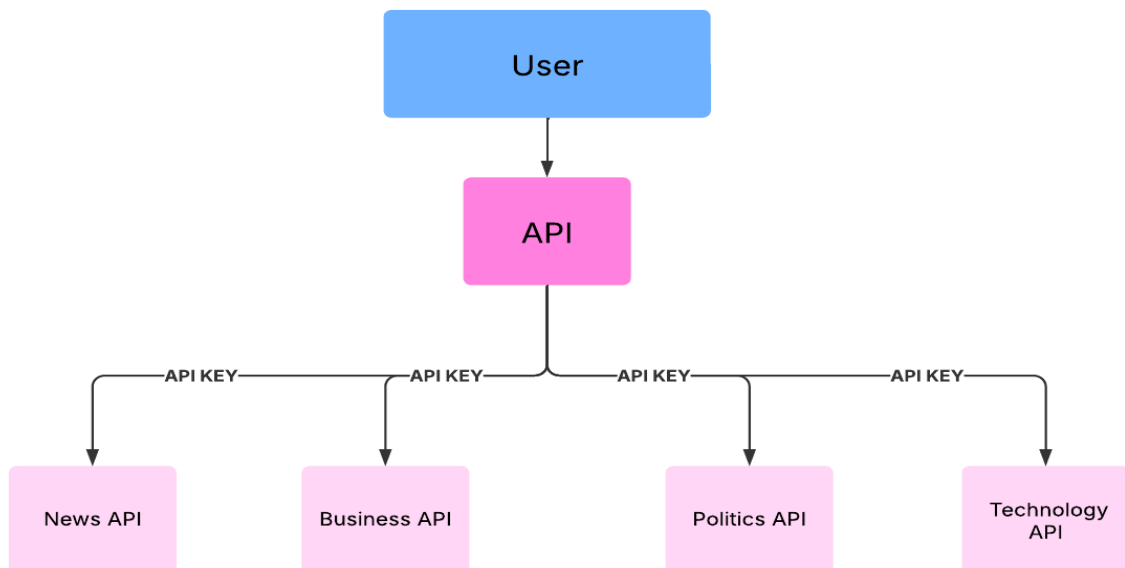 User
API
API KEY
API KEY
API KEY
API KEY
News API
Business API
Politics API
Technology
API